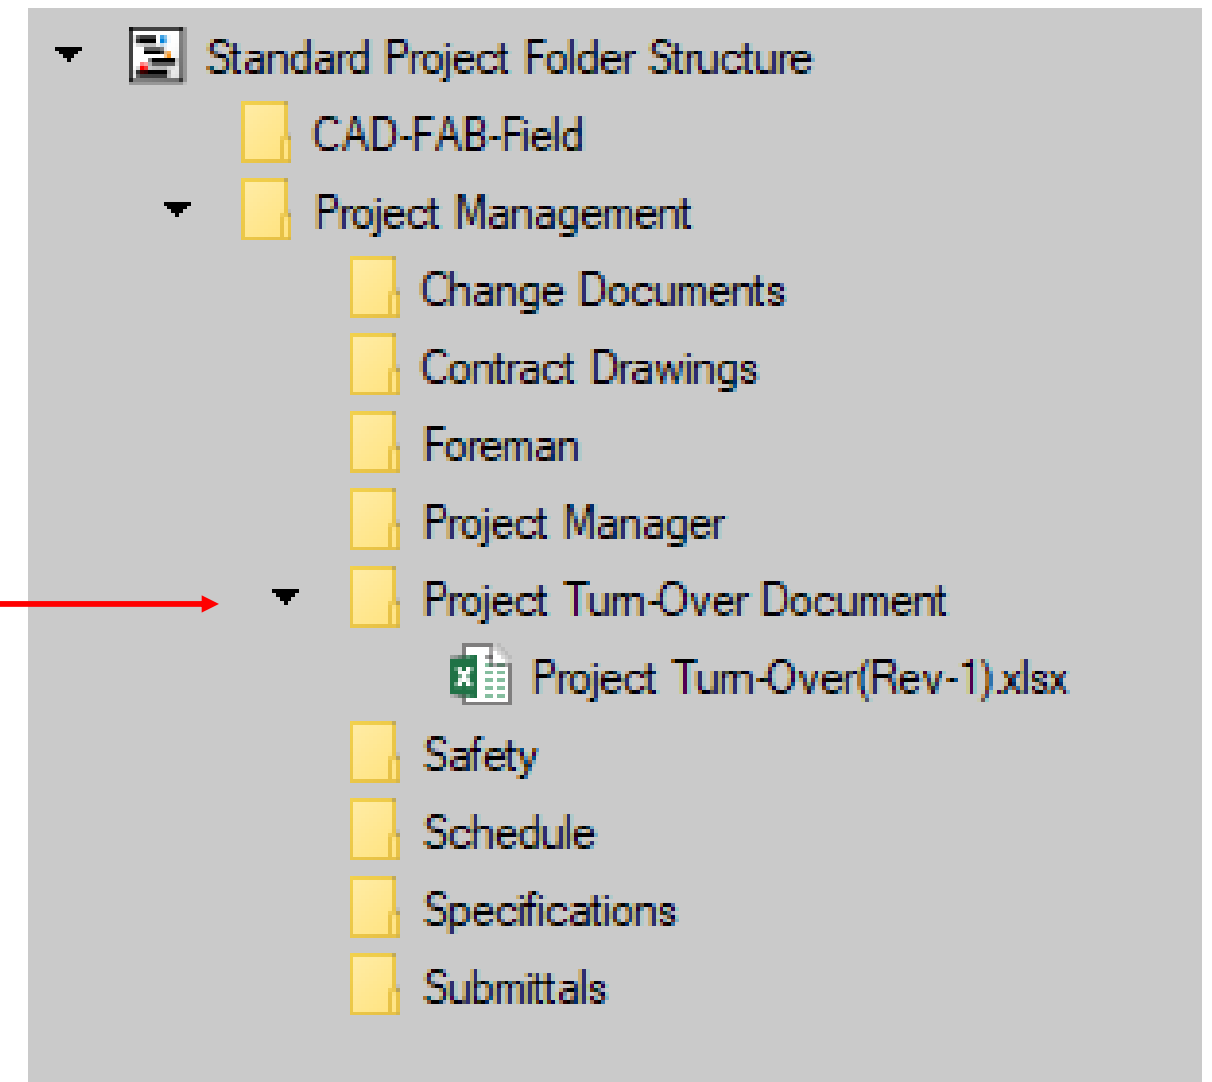 Standard Project Folder Structure
CAD-FAB-Field
Project Management
Change Documents
Contract Drawings
Foreman
Project Manager
Project Turn-Over Document
Project Turn-Over(Rev-1).xlsx
Safety
Schedule
Specifications
Submittals